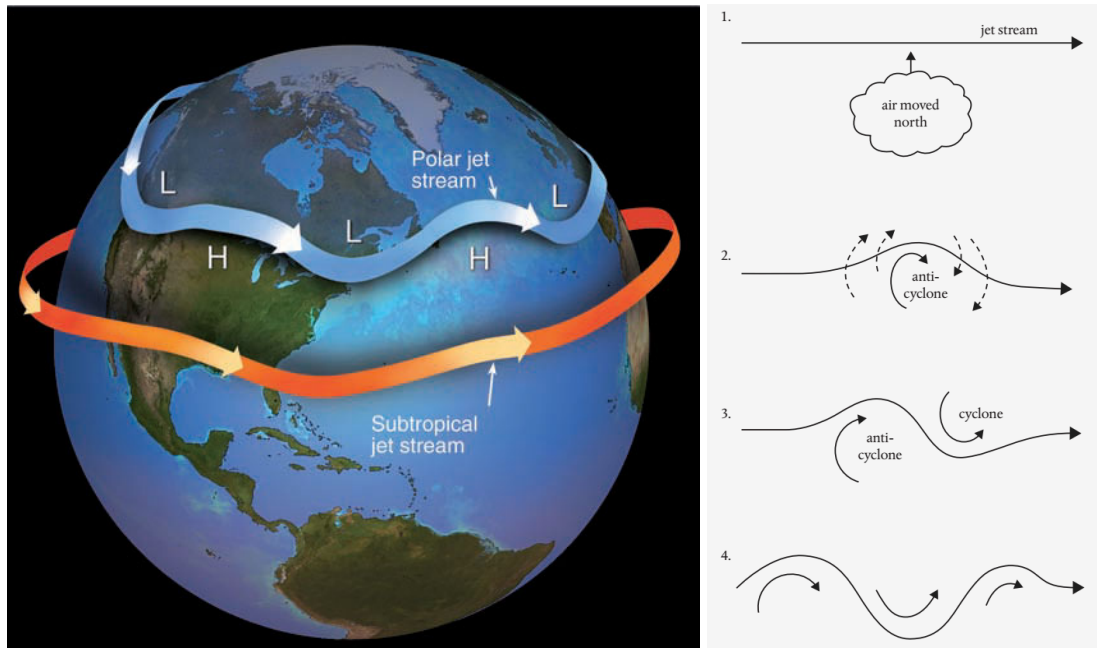 Polar jet
stream
L
L
L
H
H
Subtropical
jet stream
1.
jet stream
air moved
north
2.
anti-
cyclone
3.
cyclone
anti-
cyclone
4.